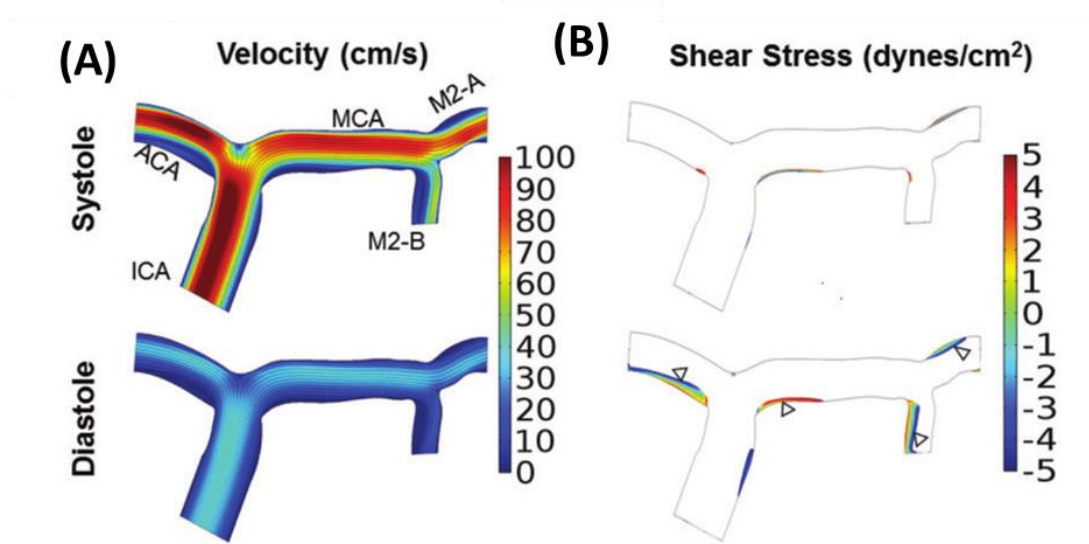 (A)
Velocity (cm/s)
(B)
Shear Stress (dynes/cm²)
Systole
ACA
MCA
M2-A
M2-B
ICA
100
90
80
70
60
50
40
30
20
10
0
5
4
3
2
1
0
-1
-2
-3
-4
-5
Diastole